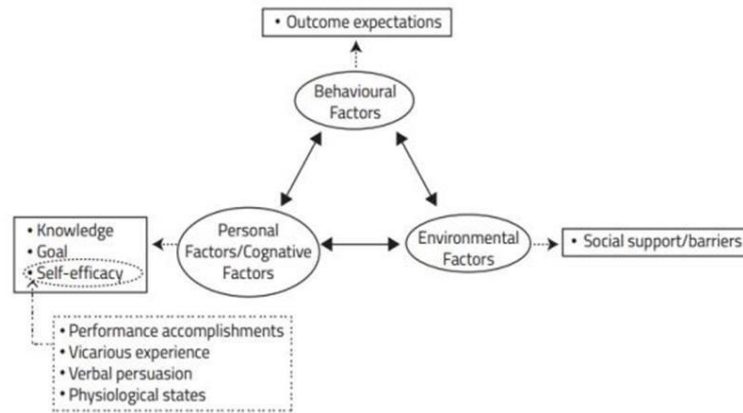 • Outcome expectations
Behavioural
Factors
• Knowledge
• Goal
• Self-efficacy
Personal
Factors/Cognative
Factors
Environmental
Factors
• Social support/barriers
• Performance accomplishments
• Vicarious experience
• Verbal persuasion
• Physiological states